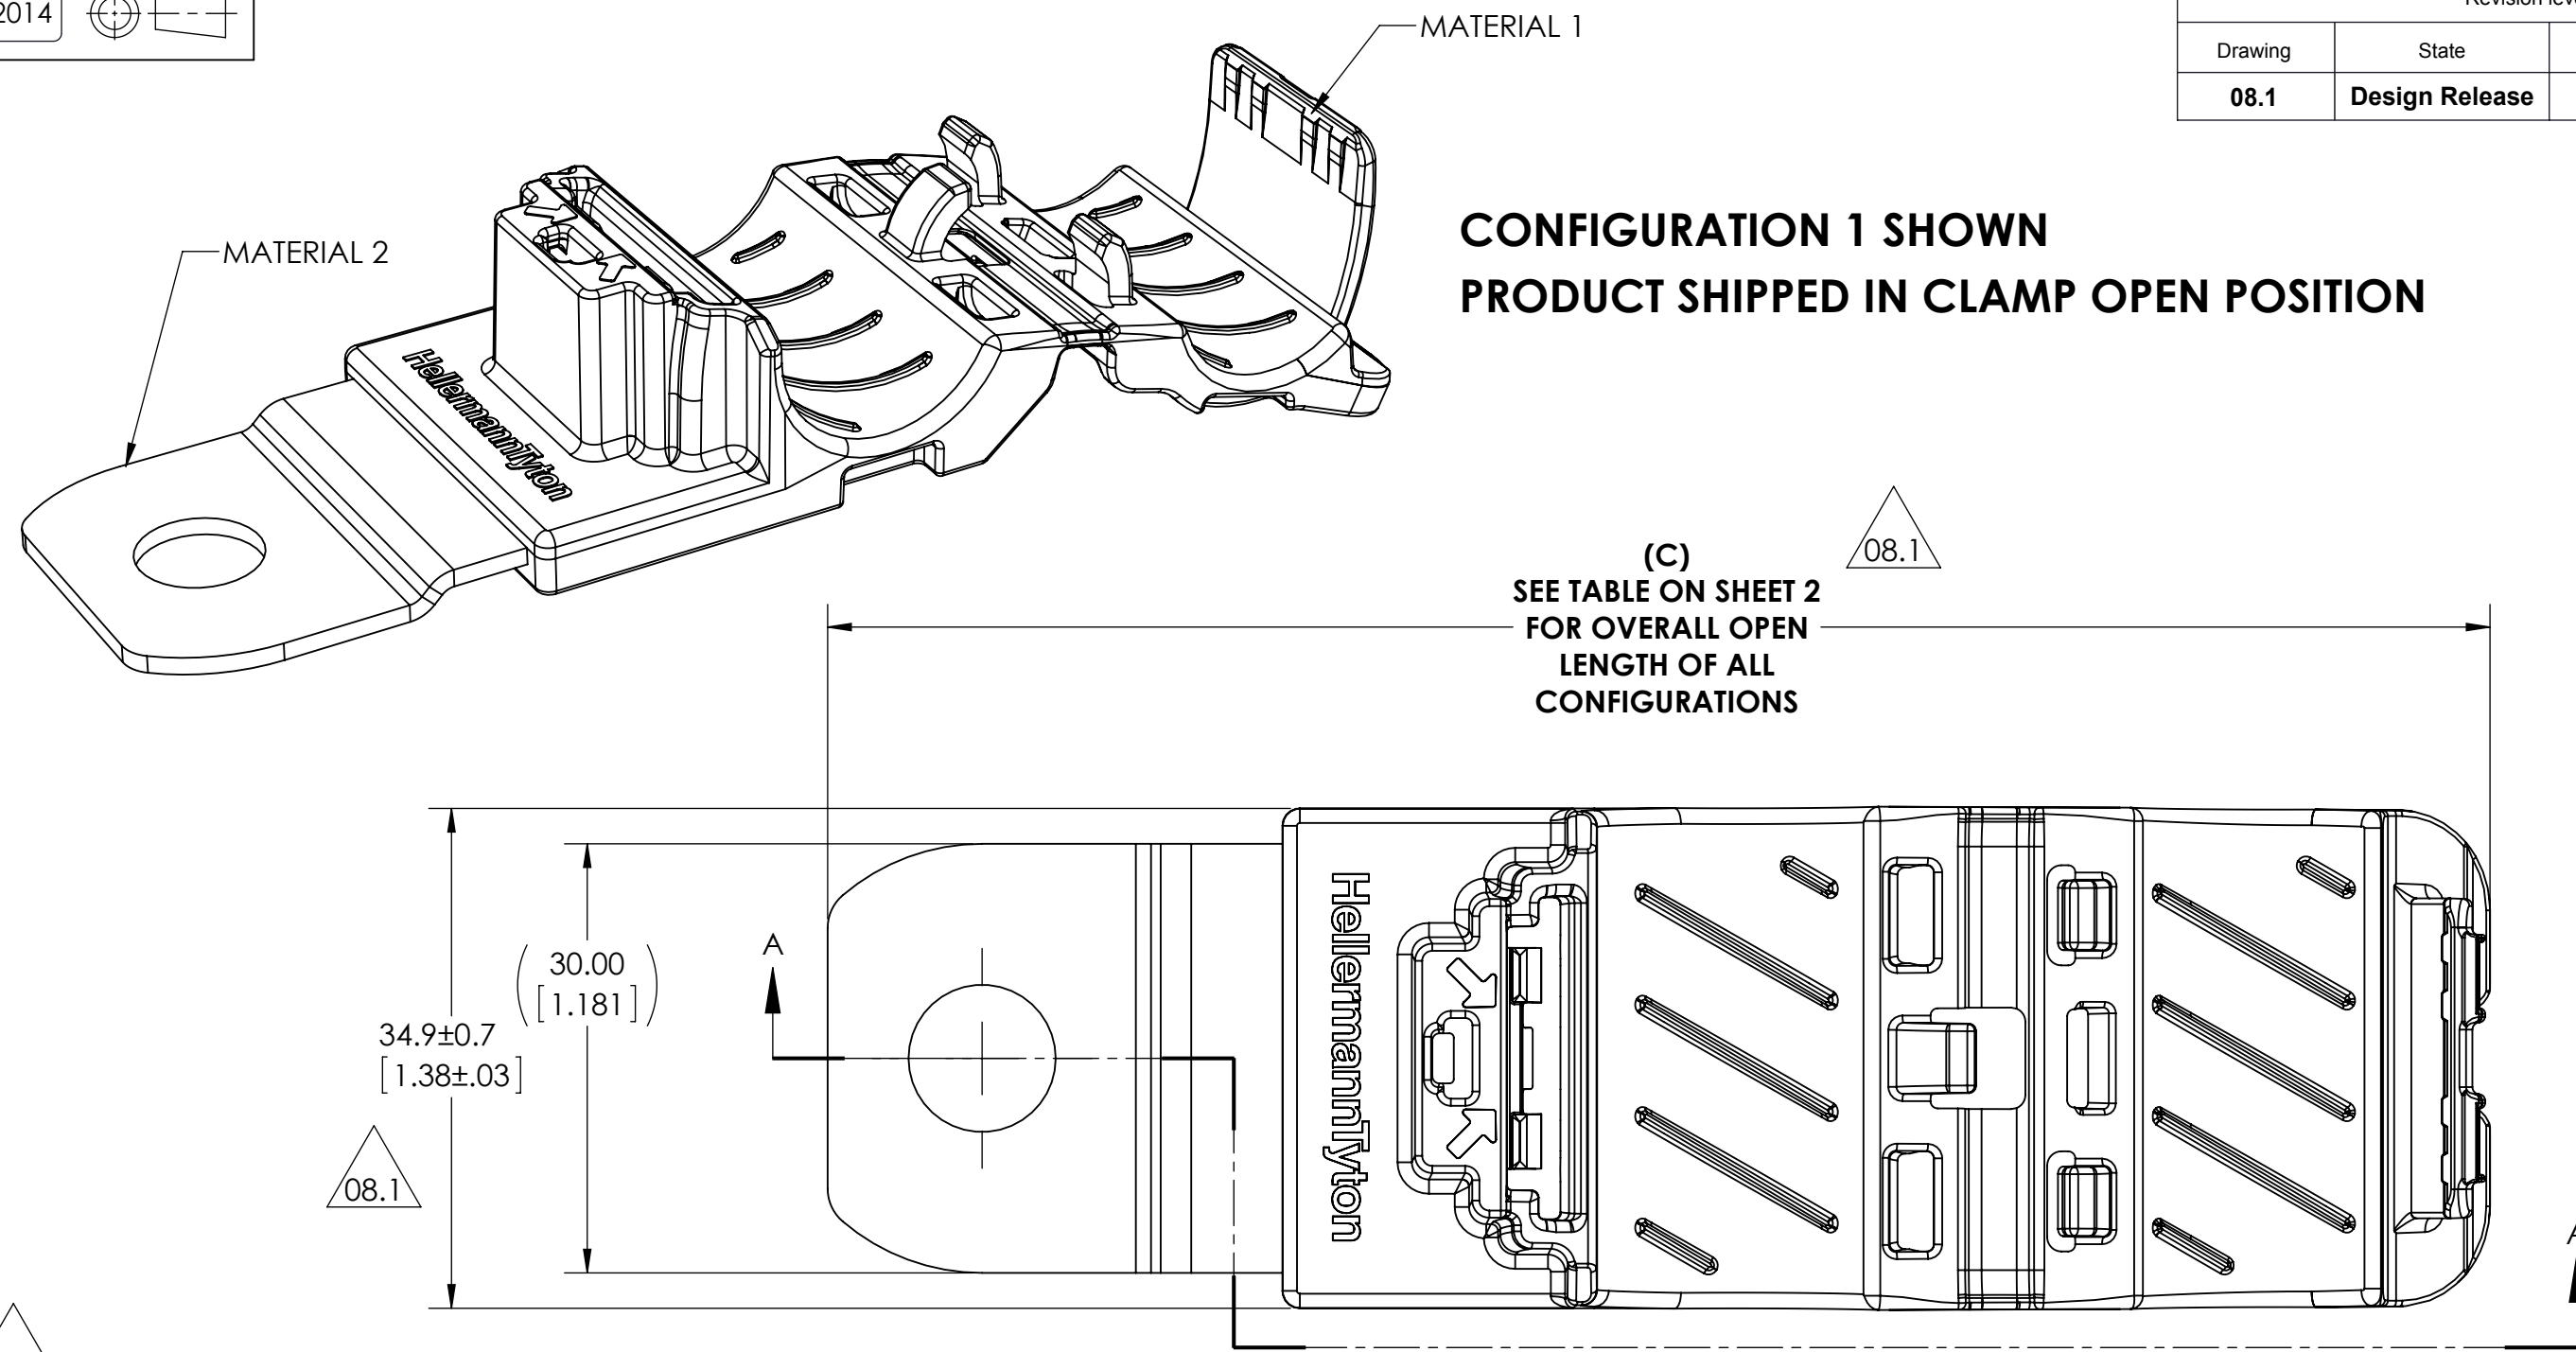 2014
MATERIAL 1
Drawing State
08.1 Design Release
MATERIAL 2
HellermannTyton
CONFIGURATION 1 SHOWN
PRODUCT SHIPPED IN CLAMP OPEN POSITION
08.1
(C)
SEE TABLE ON SHEET 2
FOR OVERALL OPEN
LENGTH OF ALL
CONFIGURATIONS
HellermannTyton
A
(30.00
[1.181])
34.9±0.7
[1.38±.03]
08.1